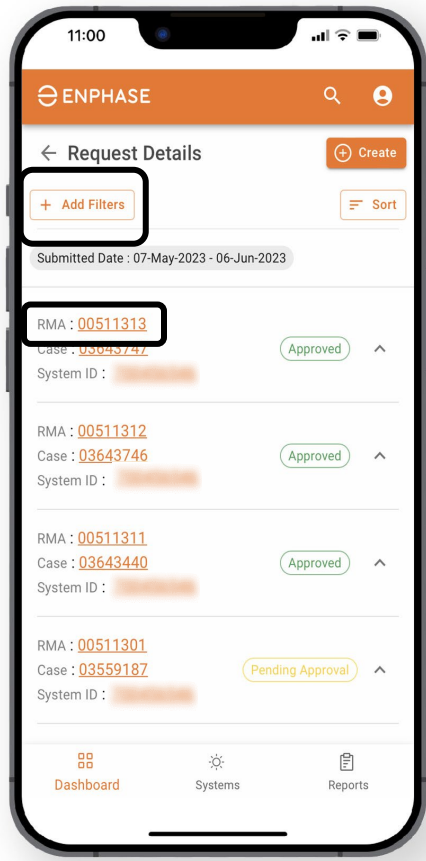 11:00
ENPHASE
Request Details
Create
+ Add Filters
Sort
Submitted Date : 07-May-2023 - 06-Jun-2023
RMA : 00511313
Case : 03643747
Approved
System ID :
RMA : 00511312
Case : 03643746
Approved
System ID :
RMA : 00511311
Case : 03643440
Approved
System ID :
RMA : 00511301
Case : 03559187
Pending Approval
System ID :
Dashboard
Systems
Reports